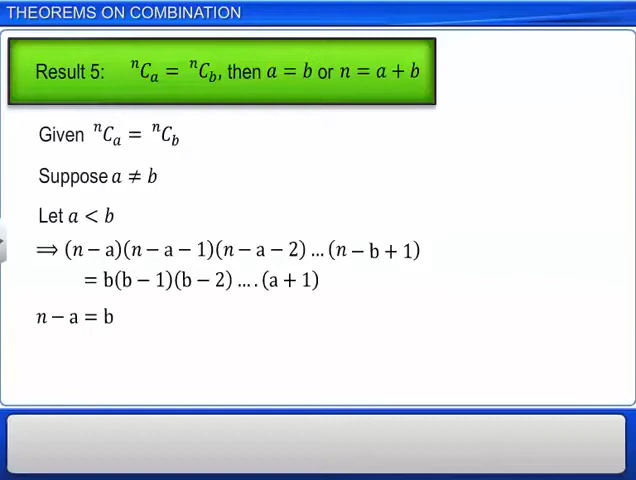 THEOREMS ON COMBINATION
Result 5: ⁿCₐ = ⁿC_b, then a = b or n = a + b
Given ⁿCₐ = ⁿC_b
Suppose a ≠ b
Let a < b
⟹ (n − a)(n − a − 1)(n − a − 2) … (n − b + 1)
= b(b − 1)(b − 2) … . (a + 1)
n − a = b